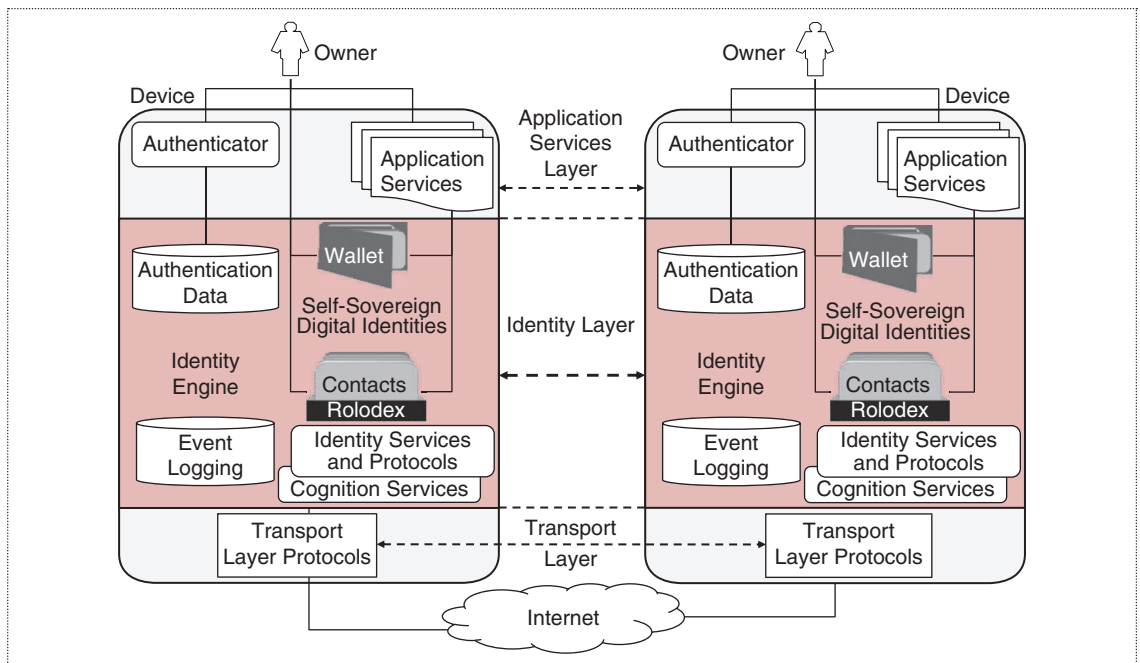 Owner
Device
Authenticator
Application
Services
Wallet
Authentication
Data
Self-Sovereign
Digital Identities
Identity
Engine
Contacts
Rolodex
Event
Logging
Identity Services
and Protocols
Cognition Services
Transport
Layer Protocols
Application
Services
Layer
Identity Layer
Transport
Layer
Internet
Owner
Device
Authenticator
Application
Services
Wallet
Authentication
Data
Self-Sovereign
Digital Identities
Identity
Engine
Contacts
Rolodex
Event
Logging
Identity Services
and Protocols
Cognition Services
Transport
Layer Protocols